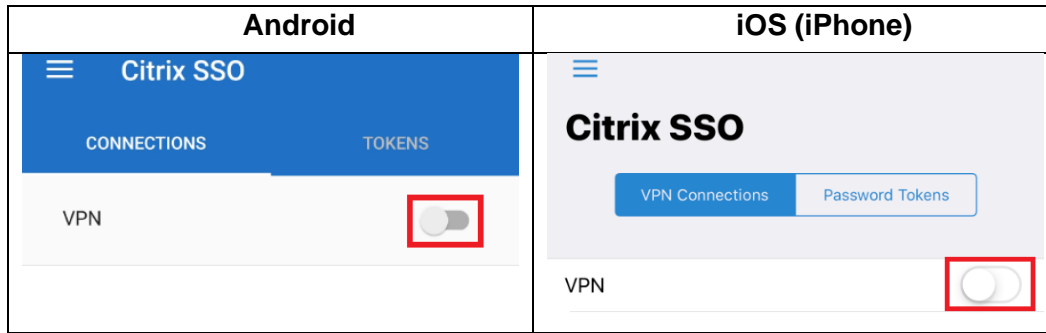 Android
Citrix SSO
CONNECTIONS TOKENS
VPN
iOS (iPhone)
Citrix SSO
VPN Connections Password Tokens
VPN